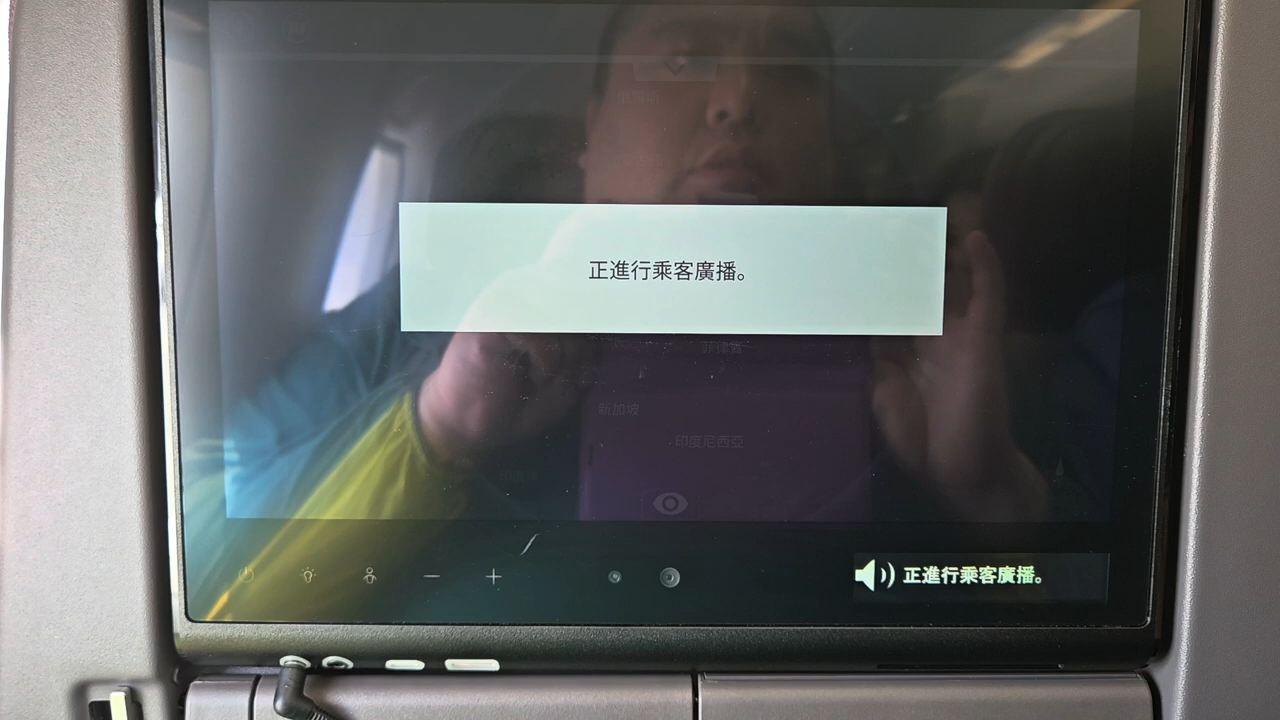 正進行乘客廣播。
菲律賓
新加坡
印度尼西亞
正進行乘客廣播。